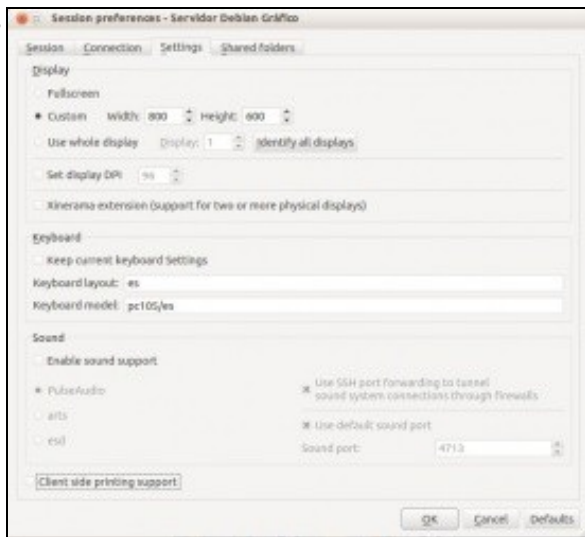 Session preferences - Servidor Debian Gráfico
Session Connection Settings Shared folders
Display
Fullscreen
Custom Width: 800 Height: 600
Use whole display Display: 1 Identify all displays
Set display DPI 96
Xinerama extension (support for two or more physical displays)
Keyboard
Keep current keyboard Settings
Keyboard layout: es
Keyboard model: pc105/es
Sound
Enable sound support
PulseAudio
arts
esd
Use SSH port forwarding to tunnel
sound system connections through firewalls
Use default sound port
Sound port: 4713
Client side printing support
OK Cancel Defaults